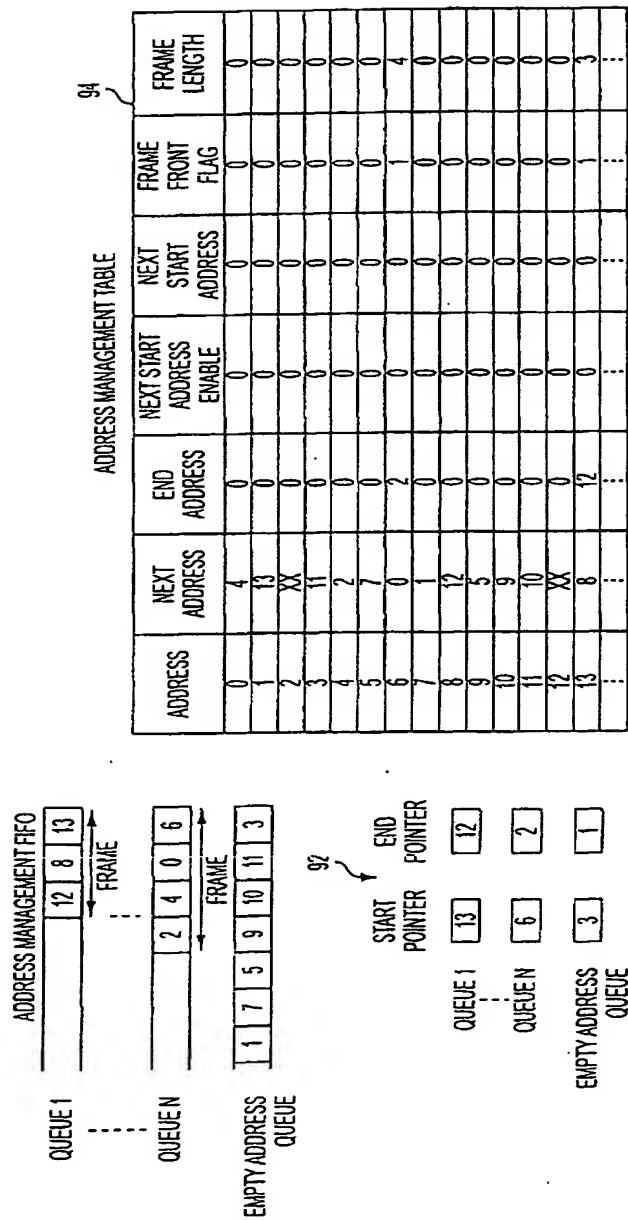 ADDRESS MANAGEMENT FIFO
QUEUE 1
12 8 13
FRAME
QUEUE N
2 4 0 6
FRAME
EMPTY ADDRESS QUEUE
1 7 5 9 10 11 3
92
START POINTER
END POINTER
QUEUE 1 13 12
QUEUE N 6 2
EMPTY ADDRESS QUEUE 3 1
ADDRESS MANAGEMENT TABLE
94
ADDRESS NEXT ADDRESS END ADDRESS NEXT START ADDRESS ENABLE NEXT START ADDRESS FRAME FRONT FLAG FRAME LENGTH
0 4 0 0 0 0 0
1 13 0 0 0 0 0
2 XX 0 0 0 0 0
3 11 0 0 0 0 0
4 2 0 0 0 0 0
5 7 0 0 0 0 0
6 0 2 0 0 1 4
7 1 0 0 0 0 0
8 12 0 0 0 0 0
9 5 0 0 0 0 0
10 9 0 0 0 0 0
11 10 0 0 0 0 0
12 XX 0 0 0 0 0
13 8 12 0 0 1 3